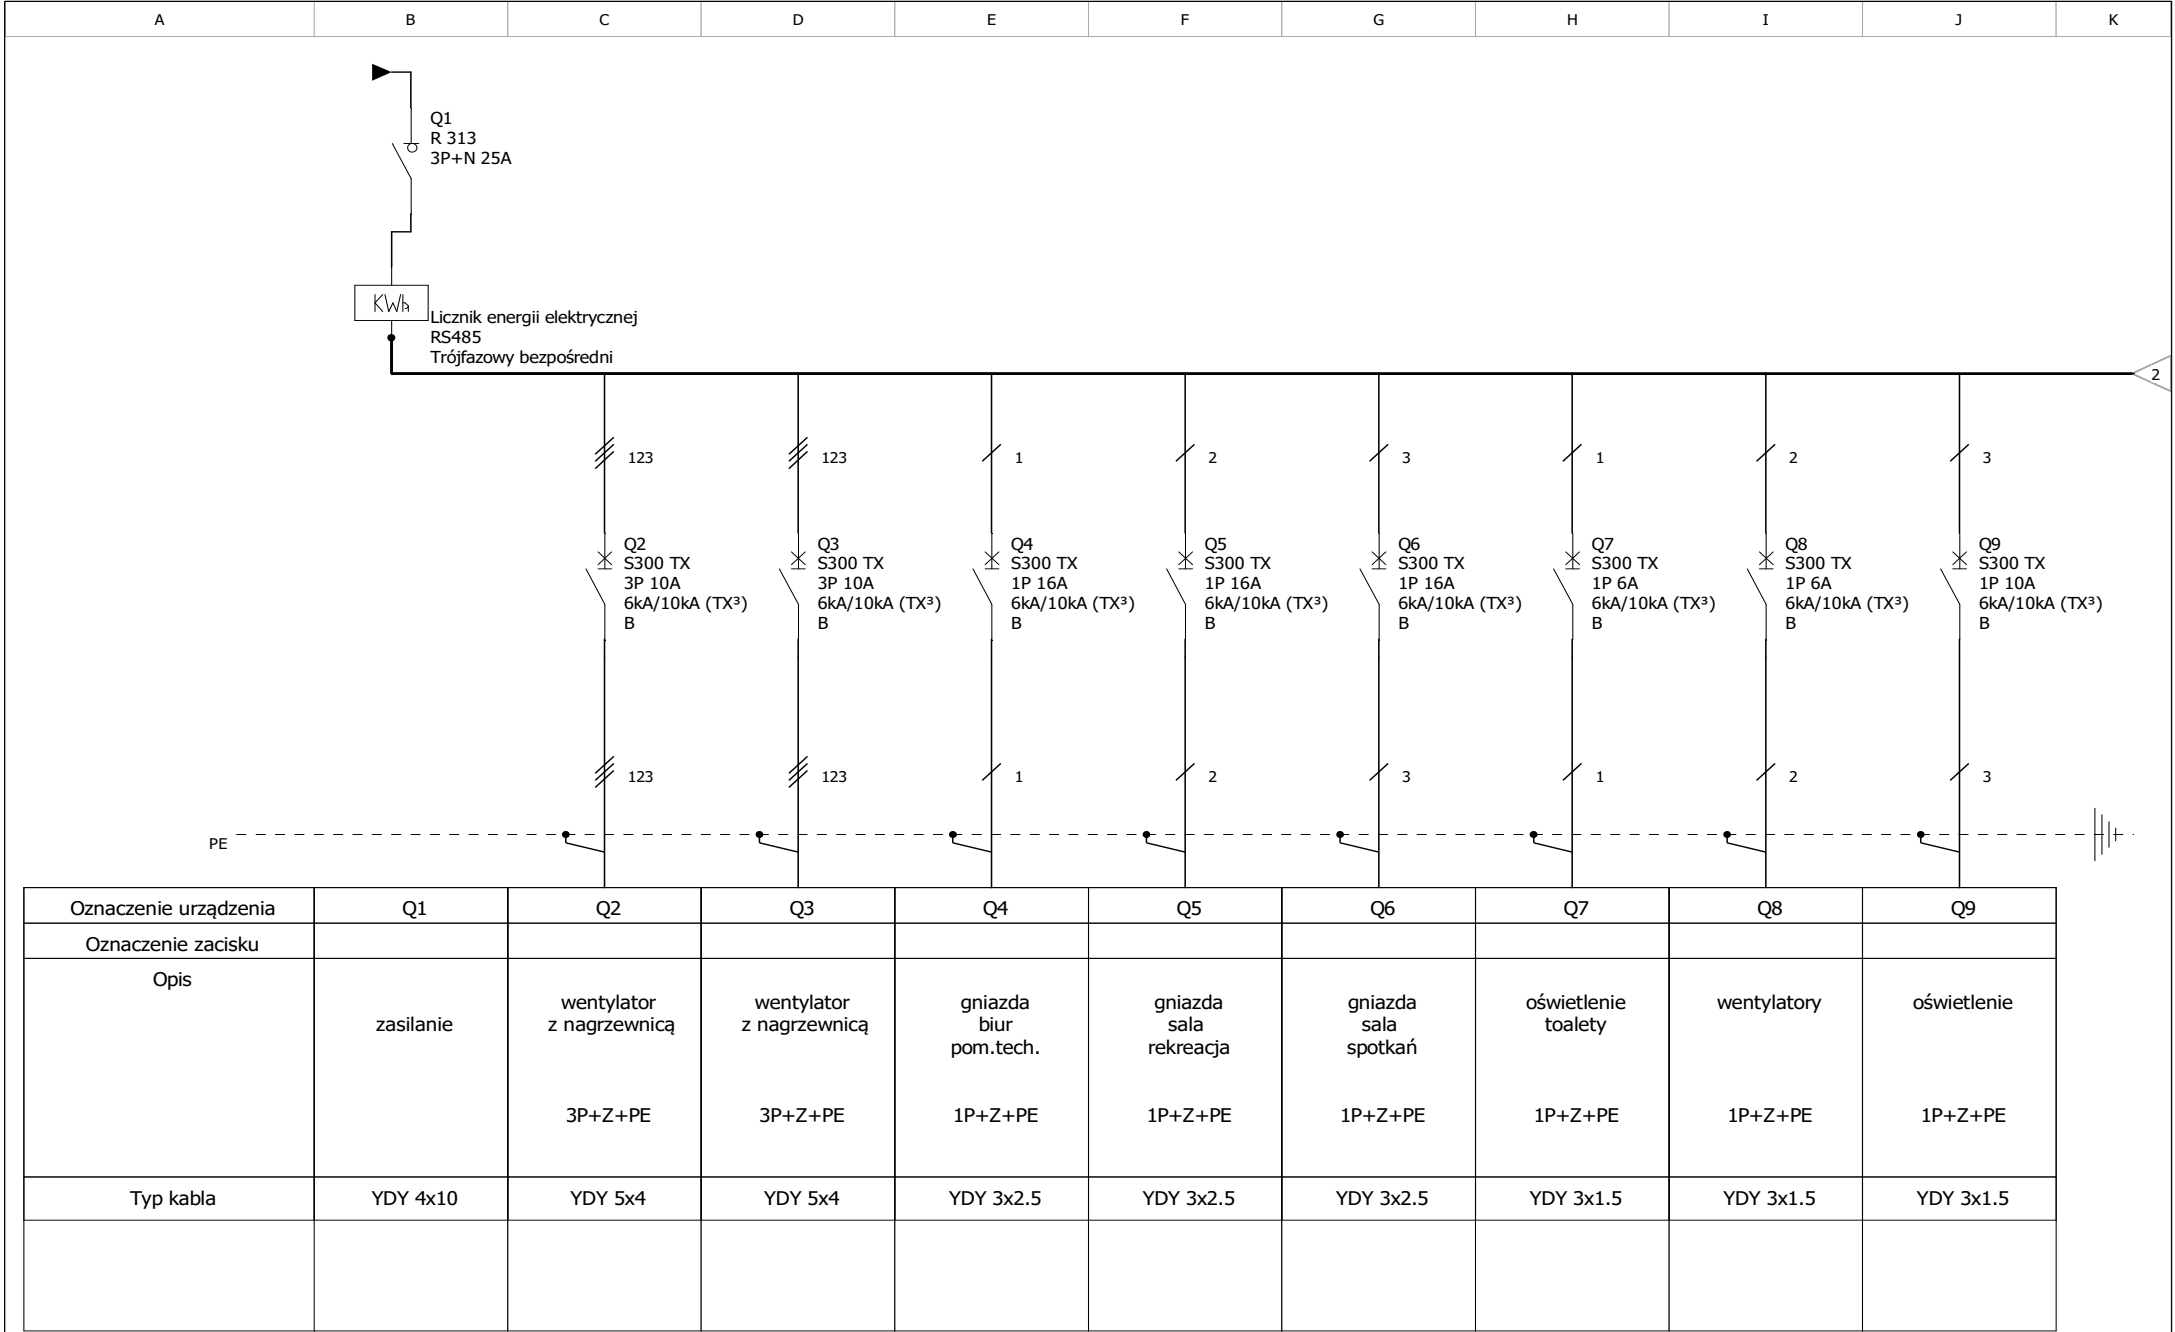 A B C D E F G H I J K
Q1
R 313
3P+N 25A
KWh
Licznik energii elektrycznej
RS485
Trójfazowy bezpośredni
2
123 123 1 2 3 1 2 3
Q2 Q3 Q4 Q5 Q6 Q7 Q8 Q9
S300 TX S300 TX S300 TX S300 TX S300 TX S300 TX S300 TX S300 TX
3P 10A 3P 10A 1P 16A 1P 16A 1P 16A 1P 6A 1P 6A 1P 10A
6kA/10kA (TX³) 6kA/10kA (TX³) 6kA/10kA (TX³) 6kA/10kA (TX³) 6kA/10kA (TX³) 6kA/10kA (TX³) 6kA/10kA (TX³) 6kA/10kA (TX³)
B B B B B B B B
123 123 1 2 3 1 2 3
PE
Oznaczenie urządzenia Q1 Q2 Q3 Q4 Q5 Q6 Q7 Q8 Q9
Oznaczenie zacisku
Opis
wentylator wentylator gniazda gniazda gniazda oświetlenie wentylatory oświetlenie
zasilanie z nagrzewnicą z nagrzewnicą biur sala sala toalety
pom.tech. rekreacja spotkań
3P+Z+PE 3P+Z+PE 1P+Z+PE 1P+Z+PE 1P+Z+PE 1P+Z+PE 1P+Z+PE 1P+Z+PE
Typ kabla YDY 4x10 YDY 5x4 YDY 5x4 YDY 3x2.5 YDY 3x2.5 YDY 3x2.5 YDY 3x1.5 YDY 3x1.5 YDY 3x1.5